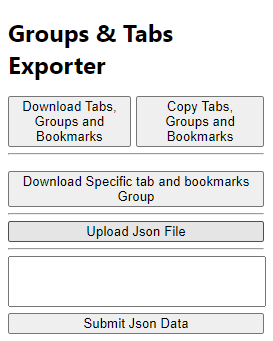 Groups & Tabs
Exporter
Download Tabs,
Groups and
Bookmarks
Copy Tabs,
Groups and
Bookmarks
Download Specific tab and bookmarks
Group
Upload Json File
Submit Json Data